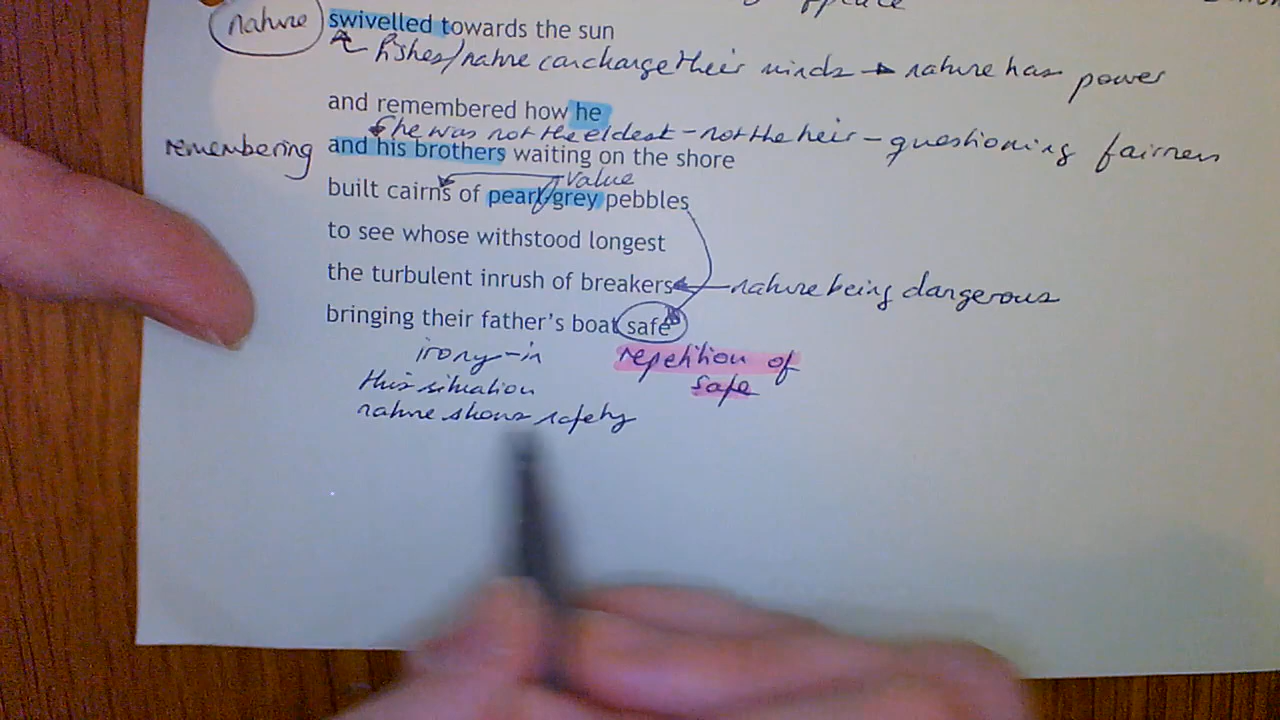 nature swivelled towards the sun
fishes/nature can change their minds → nature has power
and remembered how he
he was not the eldest - not the heir - questioning fairness
remembering and his brothers waiting on the shore
value
built cairns of pearl/grey pebbles
to see whose withstood longest
the turbulent inrush of breakers nature being dangerous
bringing their father's boat safe
irony - in repetition of
this situation safe
nature shows safety